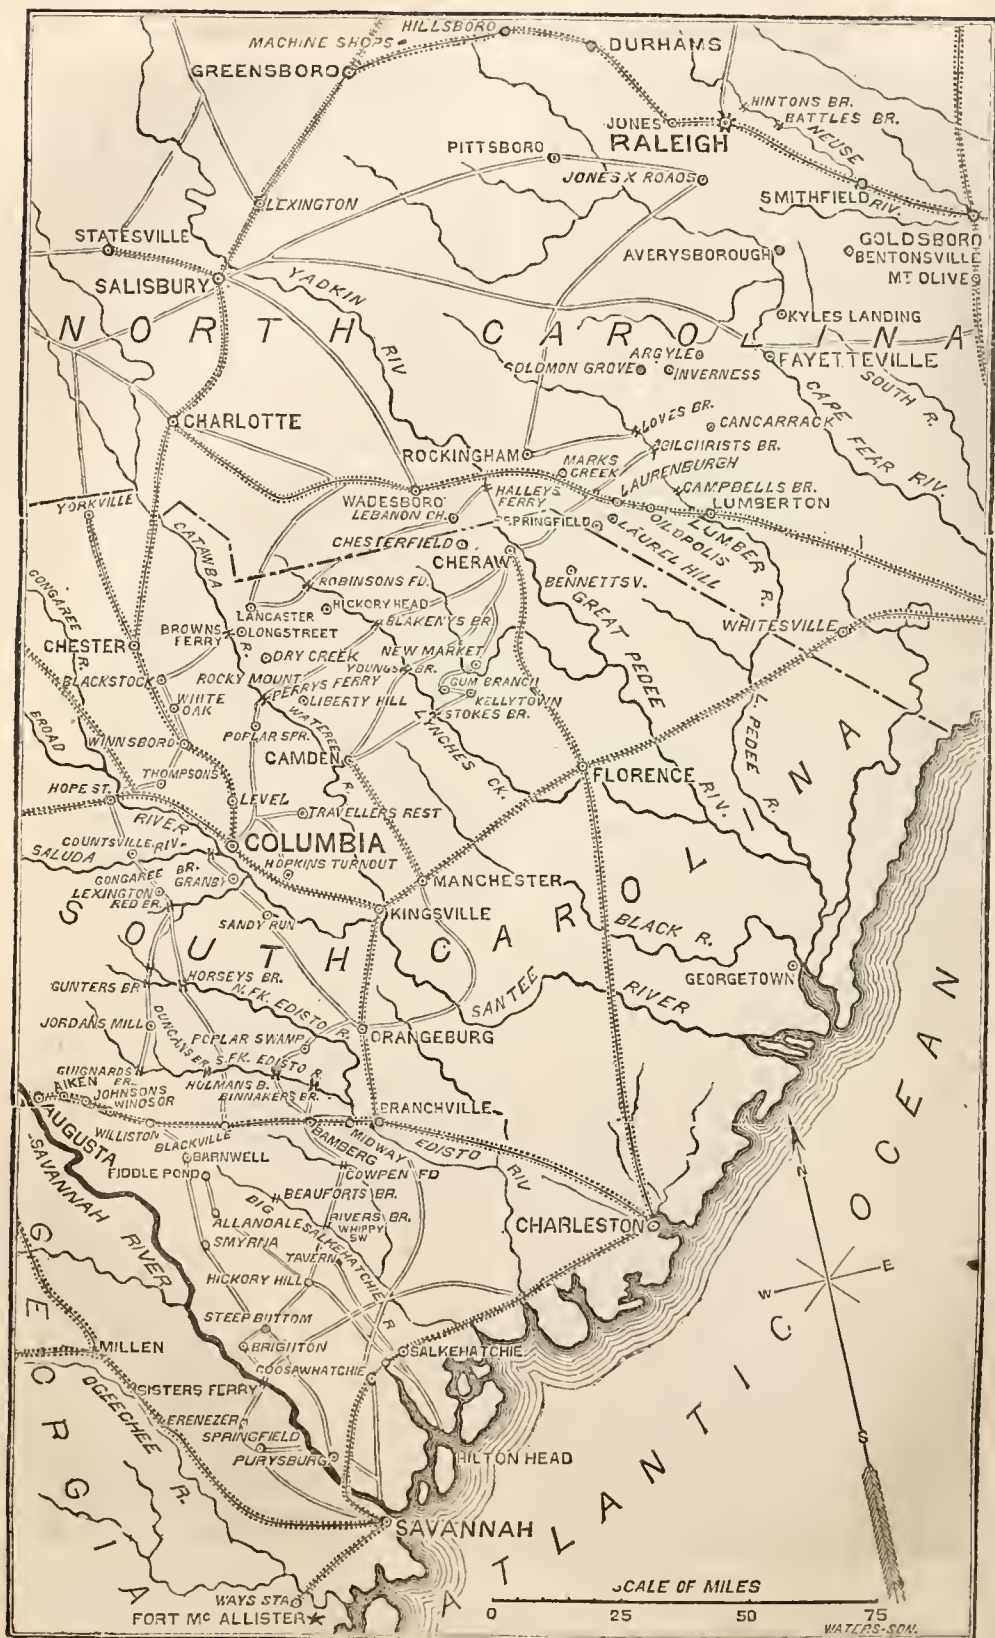 HILLSBORO
MACHINE SHOPS
DURHAMS
GREENSBORO
HINTONS BR.
BATTLES BR.
JONES
RALEIGH
NEUSE
RIV.
PITTSBORO
JONES X ROADS
SMITHFIELD
LEXINGTON
STATESVILLE
GOLDSBORO
AVERYSBOROUGH
BENTONSVILLE
SALISBURY
MT OLIVE
YADKIN
RIV
KYLES LANDING
NORTH CAROLINA
ARGYLE
FAYETTEVILLE
SOLOMON GROVE
INVERNESS
SOUTH R.
CAPE FEAR RIV.
LOVES BR.
CANCARRACK
CHARLOTTE
GILCHRISTS BR.
ROCKINGHAM
MARKS CREEK
LAURENBURGH
CAMPBELLS BR.
HALLEYS FERRY
WADESBORO
LUMBERTON
YORKVILLE
LEBANON CH.
SPRINGFIELD
OILOPOLIS
LAUREL HILL
LUMBER R.
CATAWBA R.
CHESTERFIELD
CHERAW
BENNETTSV.
CONGAREE R.
ROBINSONS FD.
HICKORY HEAD
LANCASTER
BLAKENYS BR
GREAT PEDEE RIV.
WHITESVILLE
BROWNS FERRY
LONGSTREET
CHESTER
DRY CREEK
NEW MARKET
YOUNGS BR.
ROCKY MOUNT
BLACKSTOCK
PERRYS FERRY
GUM BRANCH
WHITE OAK
LIBERTY HILL
KELLYTOWN
STOKES BR.
L. PEDEE R.
BROAD
RIVER
WATEREE R.
LYNCHES CK.
POPLAR SPR.
WINNSBORO
CAMDEN
THOMPSONS
FLORENCE
HOPE ST.
LEVEL
TRAVELLERS REST
COUNTSVILLE
COLUMBIA
SALUDA RIV.
HOPKINS TURNOUT
CONGAREE BR.
GRANBY
MANCHESTER
LEXINGTON
RED BR.
KINGSVILLE
SANDY RUN
BLACK R.
SOUTH CAROLINA
GEORGETOWN
HORSEYS BR.
GUNTERS BR
N. FK. EDISTO R.
SANTEE RIVER
JORDANS MILL
ORANGEBURG
POPLAR SWAMP
DUNCANS BR.
S. FK. EDISTO R.
GUIGNARDS BR.
HOLMANS B.
BINNAKERS BR.
AIKEN
JOHNSONS
WINDSOR
AUGUSTA
BRANCHVILLE
WILLISTON
BLACKVILLE
BAMBERG
MIDWAY
EDISTO RIV
BARNWELL
COWPEN FD
FIDDLE POND
SAVANNAH RIVER
BEAUFORTS BR.
BIG SALKEHATCHIE R
RIVERS BR.
WHIPPY SW
ALLANDALE
CHARLESTON
SMYRNA
TAVERN
HICKORY HILL
STEEP BOTTOM
BRIGHTON
SALKEHATCHIE
COOSAWHATCHIE
MILLEN
SISTERS FERRY
OGEECHEE R.
EBENEZER
SPRINGFIELD
PURYSBURG
HILTON HEAD
GEORGIA
SAVANNAH
WAYS STA
FORT Mc ALLISTER
ATLANTIC OCEAN
N
W
E
S
SCALE OF MILES
0 25 50 75
WATERS-SON.